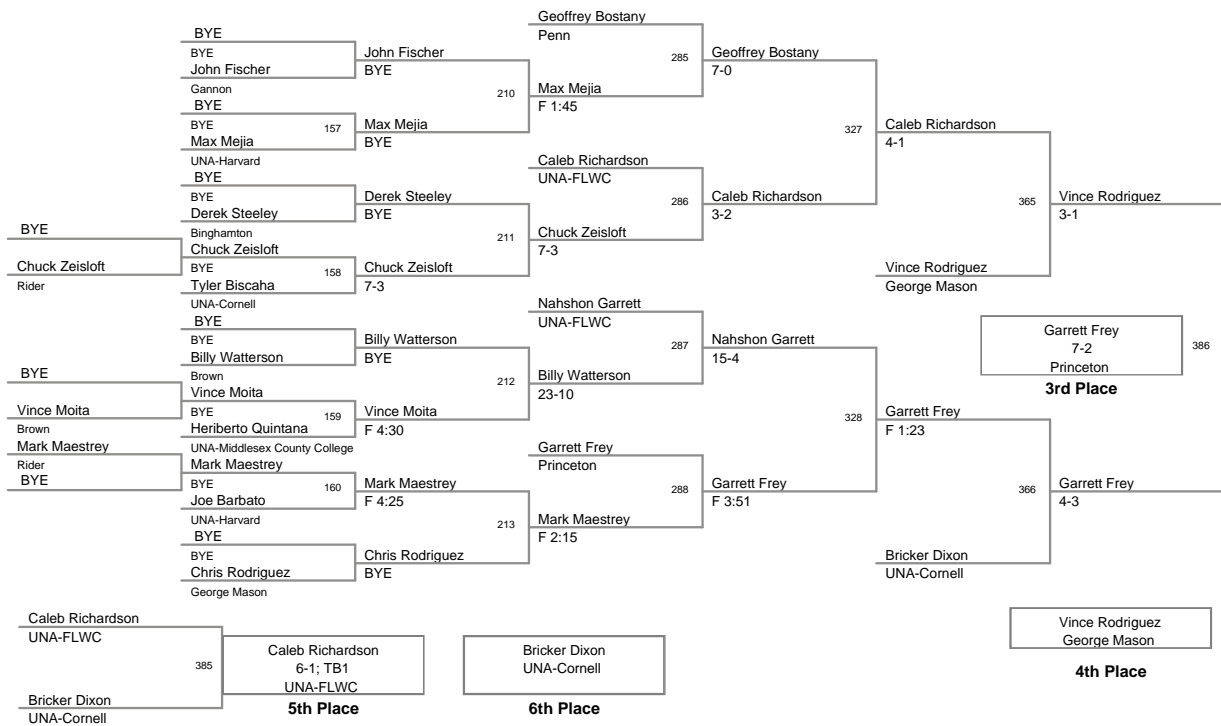 BYE
Chuck Zeisloft
Rider
BYE
Vince Moita
Brown
Mark Maestrey
Rider
BYE
BYE
BYE
John Fischer
Gannon
BYE
BYE
157
Max Mejia
UNA-Harvard
BYE
BYE
Derek Steeley
Binghamton
Chuck Zeisloft
BYE
158
Tyler Biscaha
UNA-Cornell
BYE
BYE
Billy Watterson
Brown
Vince Moita
BYE
159
Heriberto Quintana
UNA-Middlesex County College
Mark Maestrey
BYE
160
Joe Barbato
UNA-Harvard
BYE
BYE
Chris Rodriguez
George Mason
John Fischer
BYE
210
Max Mejia
BYE
Derek Steeley
BYE
211
Chuck Zeisloft
7-3
Billy Watterson
BYE
212
Vince Moita
F 4:30
Mark Maestrey
F 4:25
213
Chris Rodriguez
BYE
Geoffrey Bostany
Penn
285
Max Mejia
F 1:45
Caleb Richardson
UNA-FLWC
286
Chuck Zeisloft
7-3
Nahshon Garrett
UNA-FLWC
287
Billy Watterson
23-10
Garrett Frey
Princeton
288
Mark Maestrey
F 2:15
Geoffrey Bostany
7-0
327
Caleb Richardson
3-2
Nahshon Garrett
15-4
328
Garrett Frey
F 3:51
Caleb Richardson
4-1
365
Vince Rodriguez
George Mason
Garrett Frey
F 1:23
366
Bricker Dixon
UNA-Cornell
Vince Rodriguez
3-1
Garrett Frey
7-2
Princeton
386
3rd Place
Garrett Frey
4-3
Vince Rodriguez
George Mason
4th Place
Caleb Richardson
UNA-FLWC
385
Bricker Dixon
UNA-Cornell
Caleb Richardson
6-1; TB1
UNA-FLWC
5th Place
Bricker Dixon
UNA-Cornell
6th Place